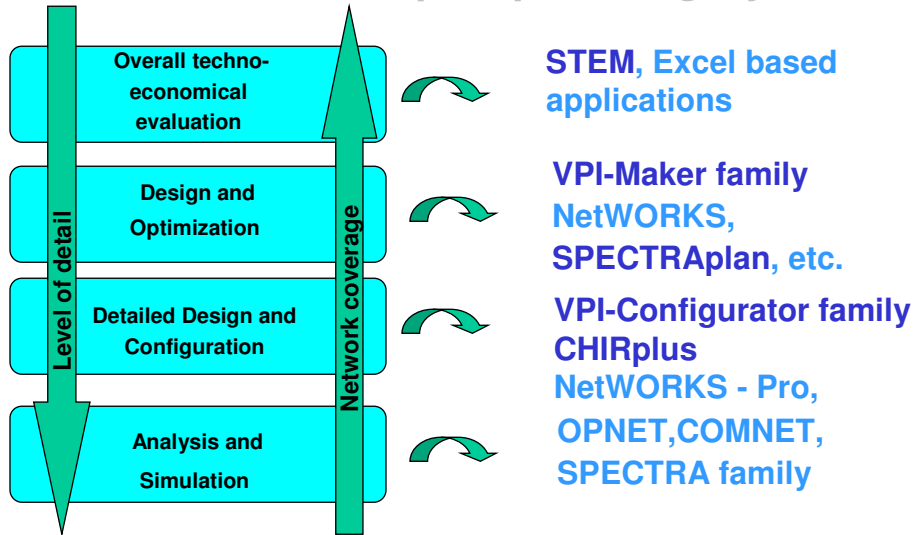 Overall techno-
economical
evaluation
STEM, Excel based
applications
Design and
Optimization
VPI-Maker family
NetWORKS,
SPECTRAplan, etc.
Level of detail
Network coverage
Detailed Design and
Configuration
VPI-Configurator family
CHIRplus
NetWORKS - Pro,
OPNET,COMNET,
SPECTRA family
Analysis and
Simulation